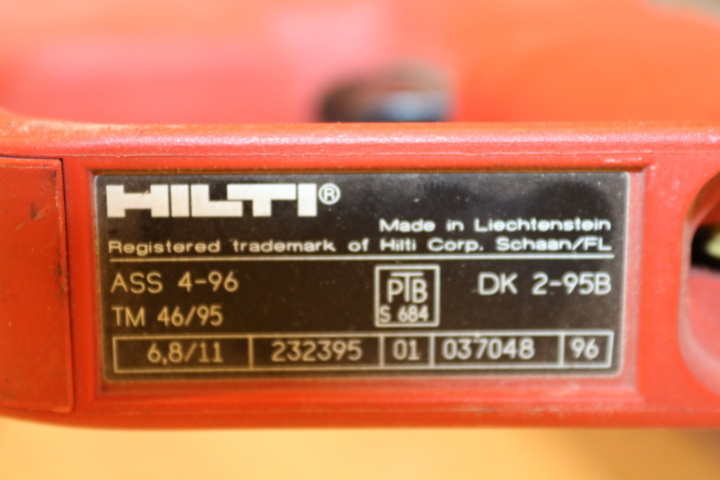 HILTI®
Made in Liechtenstein
Registered trademark of Hilti Corp. Schaan/FL
ASS 4-96
TM 46/95
PTB
S 684
DK 2-95B
6,8/11 232395 01 037048 96